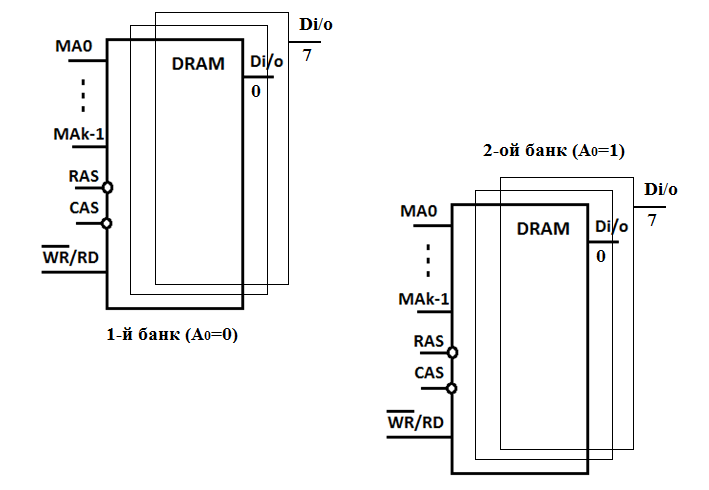 Di/o
7
MA0
DRAM
Di/o
0
MAk-1
RAS
CAS
WR/RD
1-й банк (A0=0)
2-ой банк (A0=1)
Di/o
7
MA0
DRAM
Di/o
0
MAk-1
RAS
CAS
WR/RD